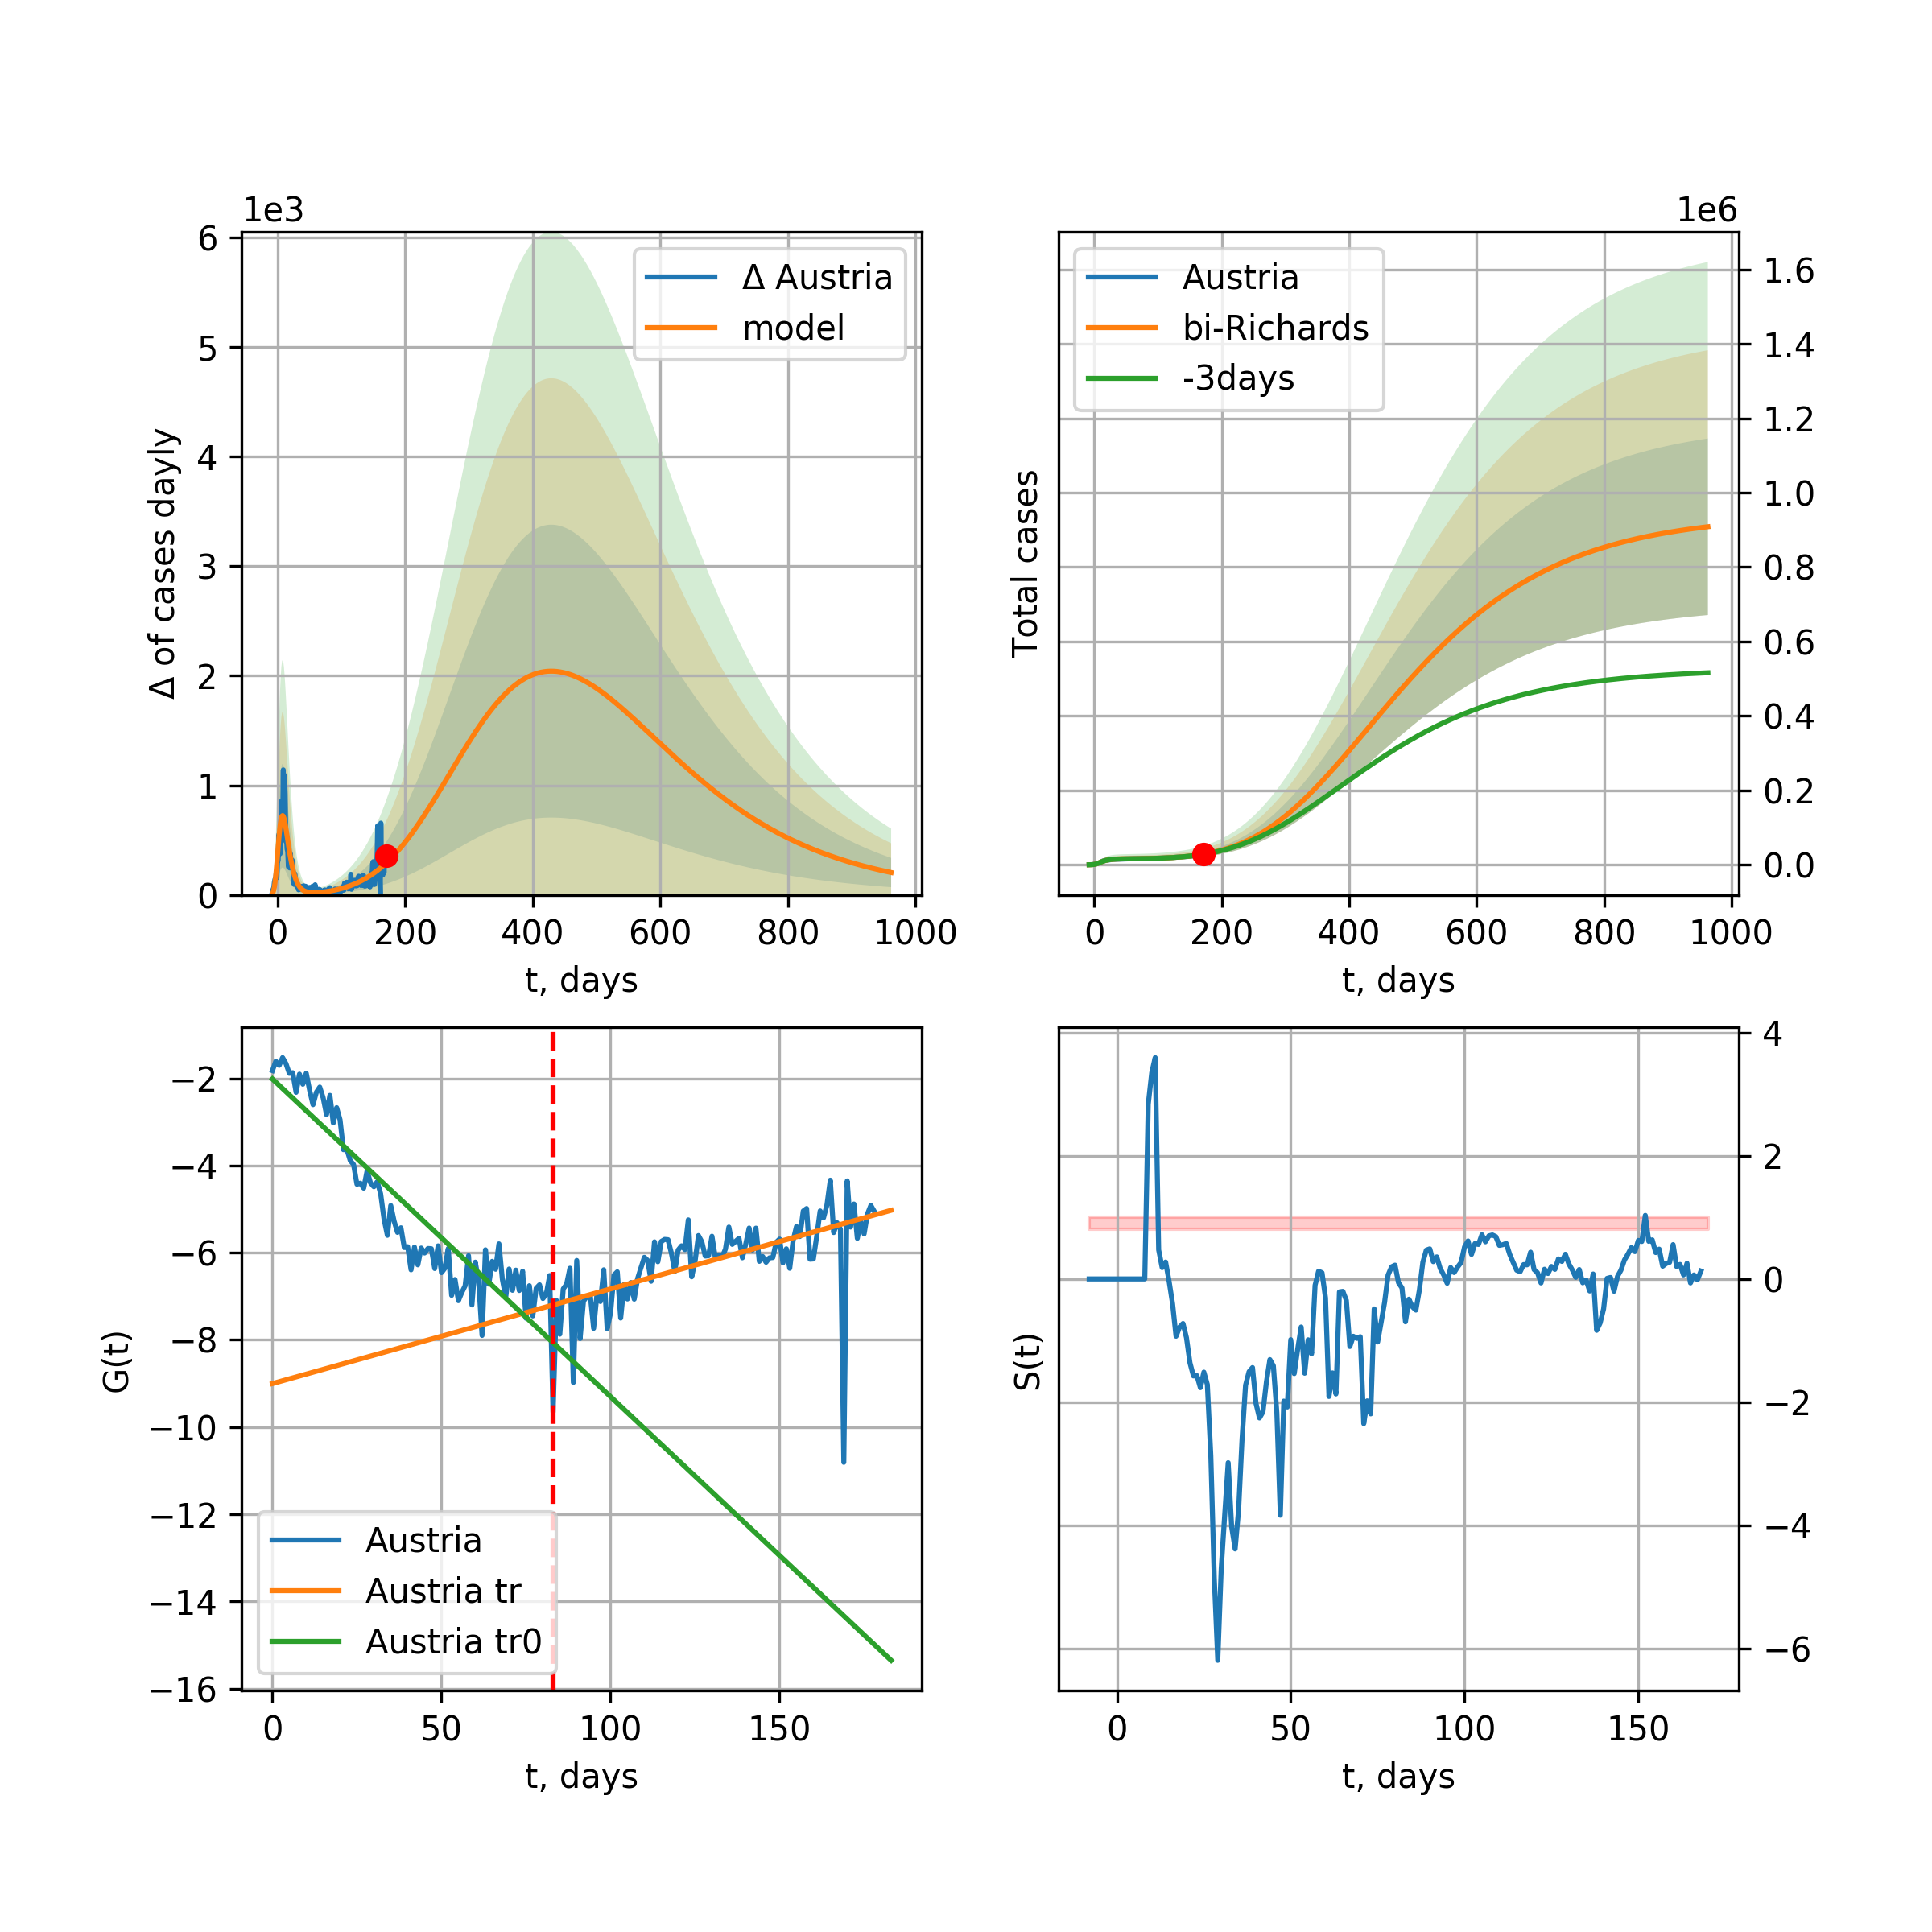 1e3
Δ of cases dayly
6
5
4
3
2
1
0
Δ Austria
model
0 200 400 600 800 1000
t, days
1e6
Total cases
Austria
bi-Richards
-3days
1.6
1.4
1.2
1.0
0.8
0.6
0.4
0.2
0.0
0 200 400 600 800 1000
t, days
G(t)
−2
−4
−6
−8
−10
−12
−14
−16
Austria
Austria tr
Austria tr0
0 50 100 150
t, days
S(t)
4
2
0
−2
−4
−6
0 50 100 150
t, days